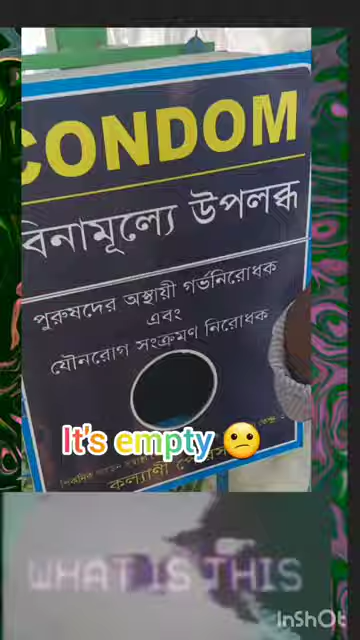 CONDOM
বিনামূল্যে উপলব্ধ
পুরুষদের অস্থায়ী গর্ভনিরোধক
এবং
যৌনরোগ সংক্রমণ নিরোধক
It's empty 😕
কল্যাণী
WHAT IS THIS
InShOt